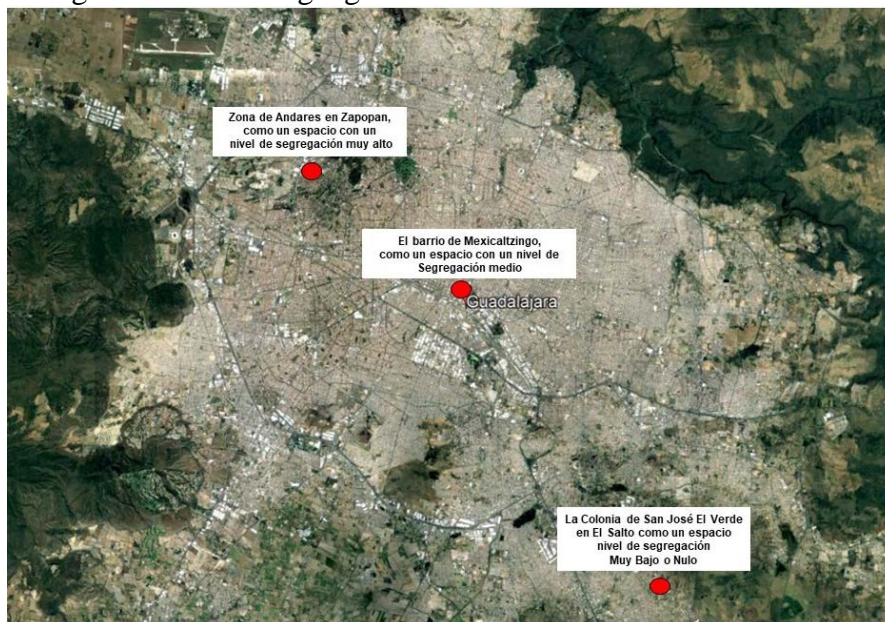 Zona de Andares en Zapopan,
como un espacio con un
nivel de segregación muy alto
El barrio de Mexicaltzingo,
como un espacio con un nivel de
Segregación medio
Guadalajara
La Colonia de San José El Verde
en El Salto como un espacio
nivel de segregación
Muy Bajo o Nulo